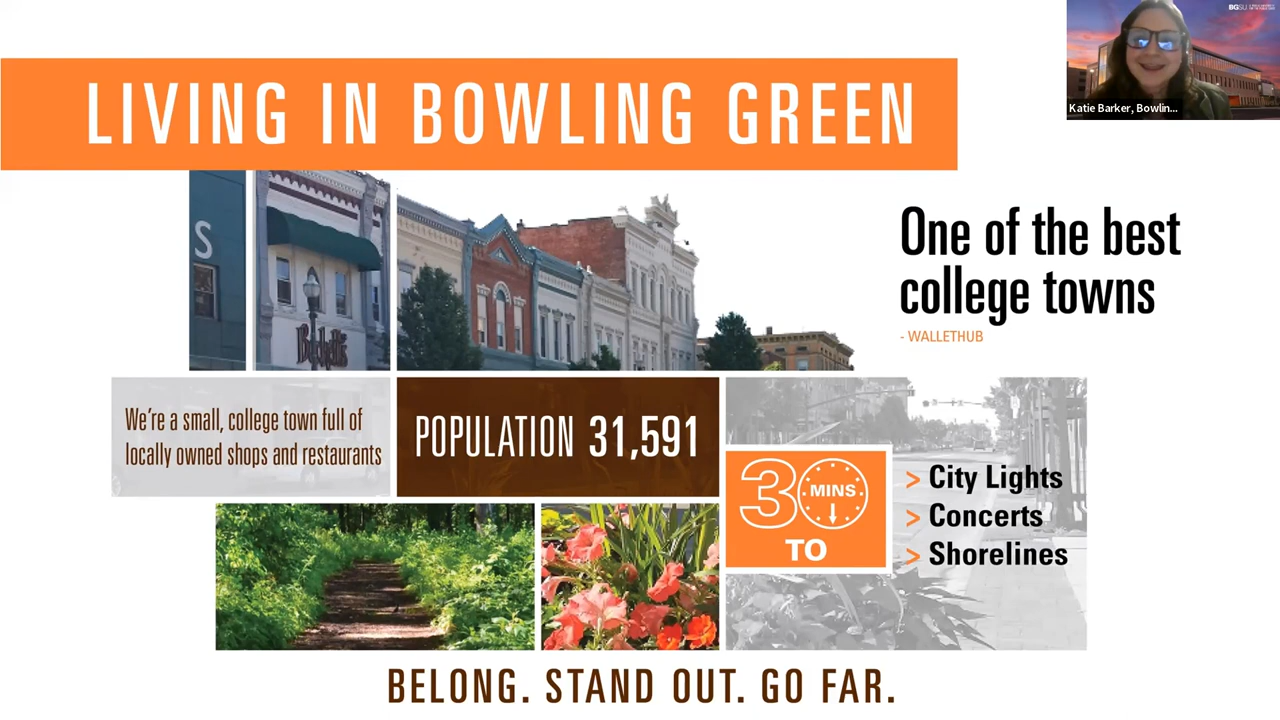 BGSU
LIVING IN BOWLING GREEN
Katie Barker, Bowlin...
S
One of the best
college towns
- WALLETHUB
We're a small, college town full of
locally owned shops and restaurants
POPULATION 31,591
30
MINS
TO
> City Lights
> Concerts
> Shorelines
BELONG. STAND OUT. GO FAR.